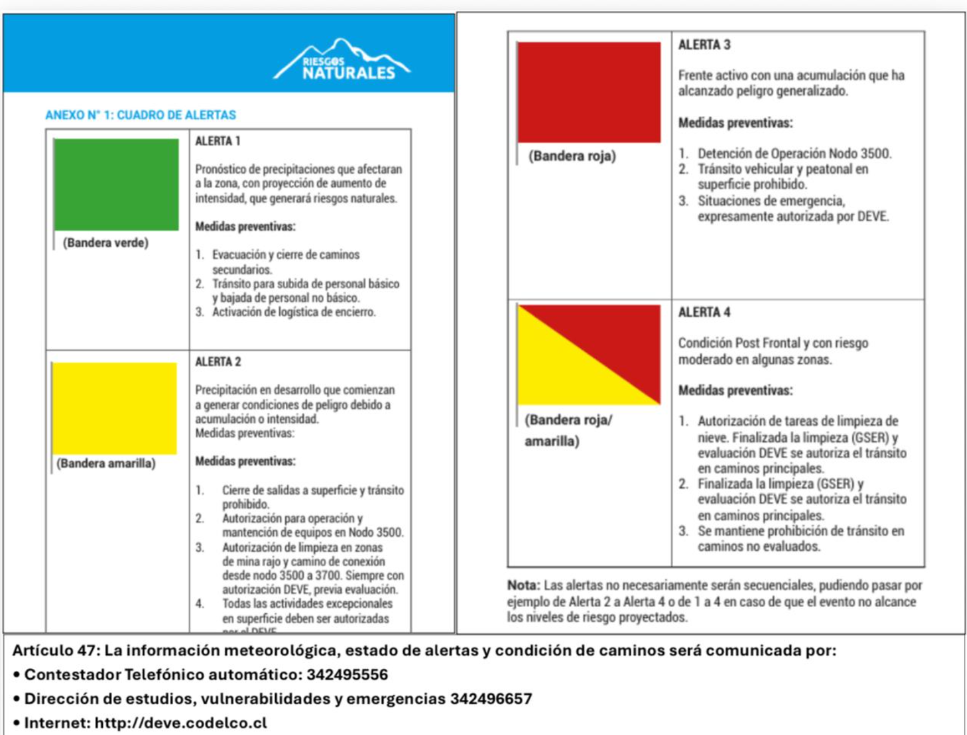 RIESGOS
NATURALES
ANEXO N° 1: CUADRO DE ALERTAS
(Bandera verde)
ALERTA 1
Pronóstico de precipitaciones que afectaran
a la zona, con proyección de aumento de
intensidad, que generará riesgos naturales.
Medidas preventivas:
1. Evacuación y cierre de caminos
secundarios.
2. Tránsito para subida de personal básico
y bajada de personal no básico.
3. Activación de logística de encierro.
(Bandera amarilla)
ALERTA 2
Precipitación en desarrollo que comienzan
a generar condiciones de peligro debido a
acumulación o intensidad.
Medidas preventivas:
Medidas preventivas:
1. Cierre de salidas a superficie y tránsito
prohibido.
2. Autorización para operación y
mantención de equipos en Nodo 3500.
3. Autorización de limpieza en zonas
de mina rajo y camino de conexión
desde nodo 3500 a 3700. Siempre con
autorización DEVE, previa evaluación.
4. Todas las actividades excepcionales
en superficie deben ser autorizadas
por el DEVE
(Bandera roja)
ALERTA 3
Frente activo con una acumulación que ha
alcanzado peligro generalizado.
Medidas preventivas:
1. Detención de Operación Nodo 3500.
2. Tránsito vehicular y peatonal en
superficie prohibido.
3. Situaciones de emergencia,
expresamente autorizada por DEVE.
(Bandera roja/
amarilla)
ALERTA 4
Condición Post Frontal y con riesgo
moderado en algunas zonas.
Medidas preventivas:
1. Autorización de tareas de limpieza de
nieve. Finalizada la limpieza (GSER) y
evaluación DEVE se autoriza el tránsito
en caminos principales.
2. Finalizada la limpieza (GSER) y
evaluación DEVE se autoriza el tránsito
en caminos principales.
3. Se mantiene prohibición de tránsito en
caminos no evaluados.
Nota: Las alertas no necesariamente serán secuenciales, pudiendo pasar por
ejemplo de Alerta 2 a Alerta 4 o de 1 a 4 en caso de que el evento no alcance
los niveles de riesgo proyectados.
Artículo 47: La información meteorológica, estado de alertas y condición de caminos será comunicada por:
• Contestador Telefónico automático: 342495556
• Dirección de estudios, vulnerabilidades y emergencias 342496657
• Internet: http://deve.codelco.cl